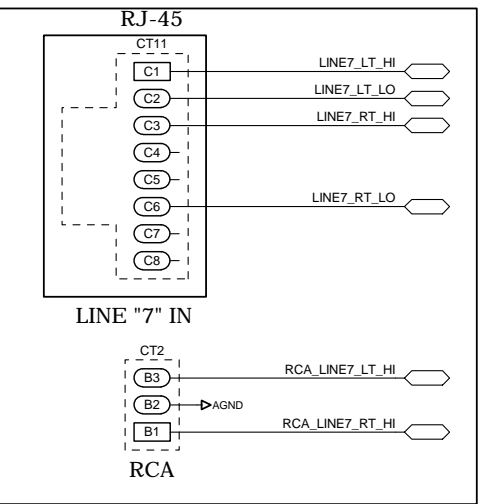 RJ-45
CT11
C1 LINE7_LT_HI
C2 LINE7_LT_LO
C3 LINE7_RT_HI
C4
C5
C6 LINE7_RT_LO
C7
C8
LINE "7" IN
CT2
B3 RCA_LINE7_LT_HI
B2 AGND
B1 RCA_LINE7_RT_HI
RCA